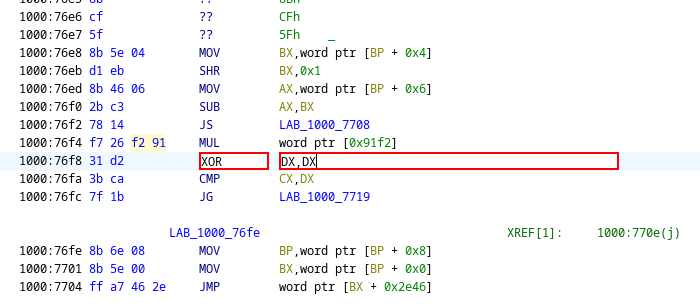 1000:76e6 cf ?? CFh
1000:76e7 5f ?? 5Fh _
1000:76e8 8b 5e 04 MOV BX,word ptr [BP + 0x4]
1000:76eb d1 eb SHR BX,0x1
1000:76ed 8b 46 06 MOV AX,word ptr [BP + 0x6]
1000:76f0 2b c3 SUB AX,BX
1000:76f2 78 14 JS LAB_1000_7708
1000:76f4 f7 26 f2 91 MUL word ptr [0x91f2]
1000:76f8 31 d2 XOR DX,DX
1000:76fa 3b ca CMP CX,DX
1000:76fc 7f 1b JG LAB_1000_7719
LAB_1000_76fe XREF[1]: 1000:770e(j)
1000:76fe 8b 6e 08 MOV BP,word ptr [BP + 0x8]
1000:7701 8b 5e 00 MOV BX,word ptr [BP + 0x0]
1000:7704 ff a7 46 2e JMP word ptr [BX + 0x2e46]